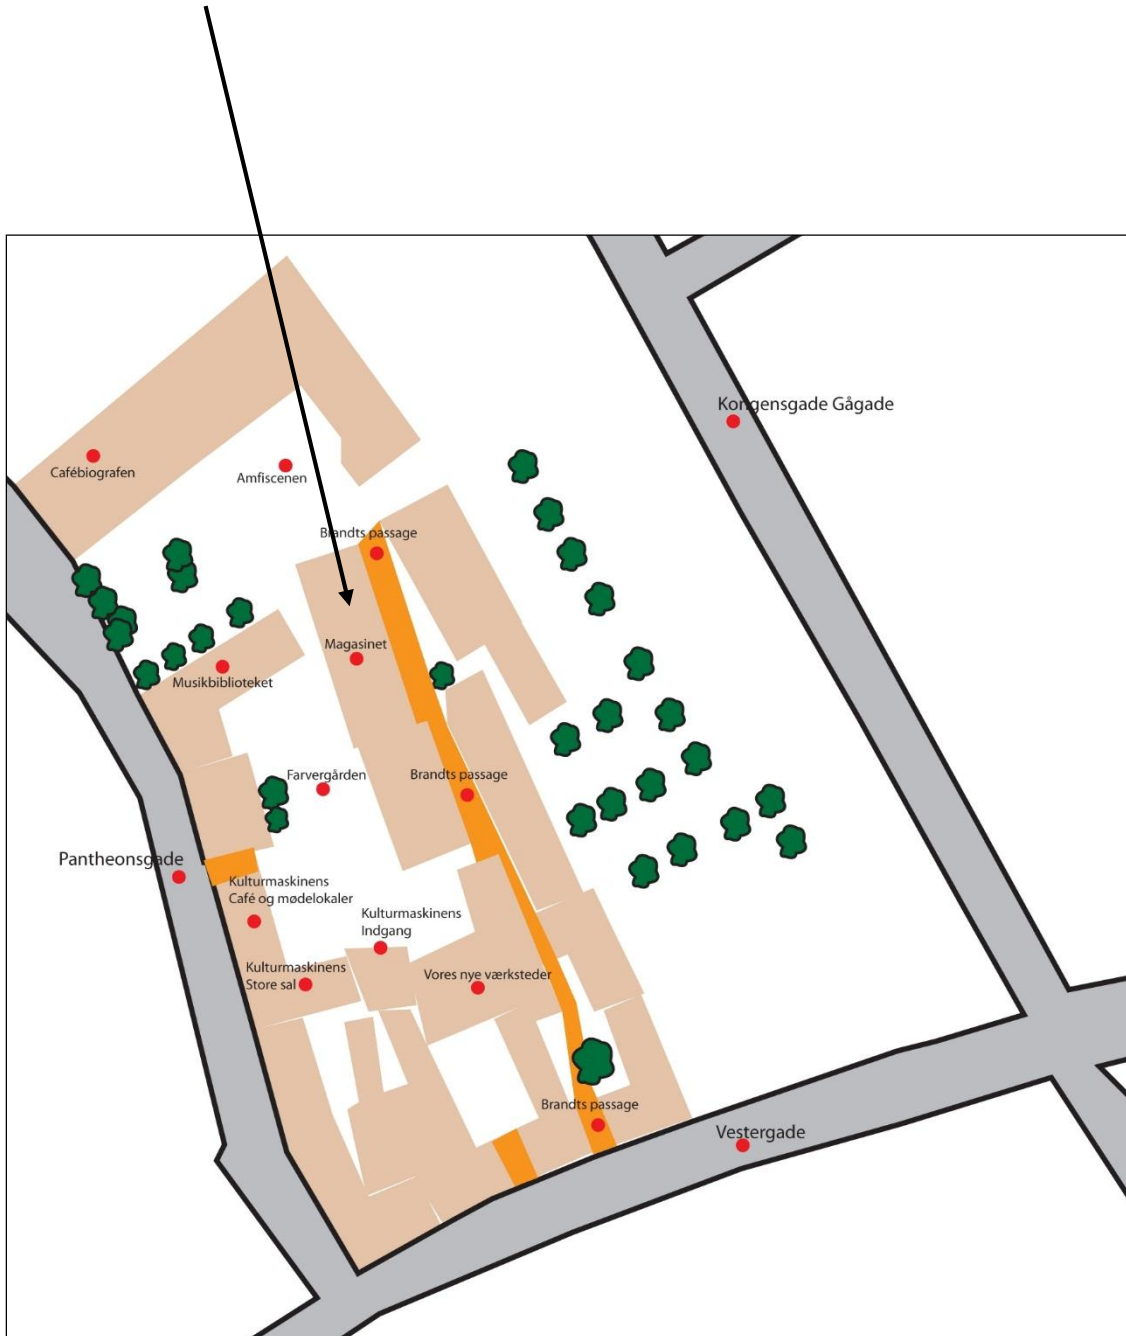 Kongensgade Gågade
Cafébiografen
Amfiscenen
Brandts passage
Magasinet
Musikbiblioteket
Farvergården
Brandts passage
Pantheonsgade
Kulturmaskinens
Café og mødelokaler
Kulturmaskinens
Indgang
Kulturmaskinens
Store sal
Vores nye værksteder
Brandts passage
Vestergade